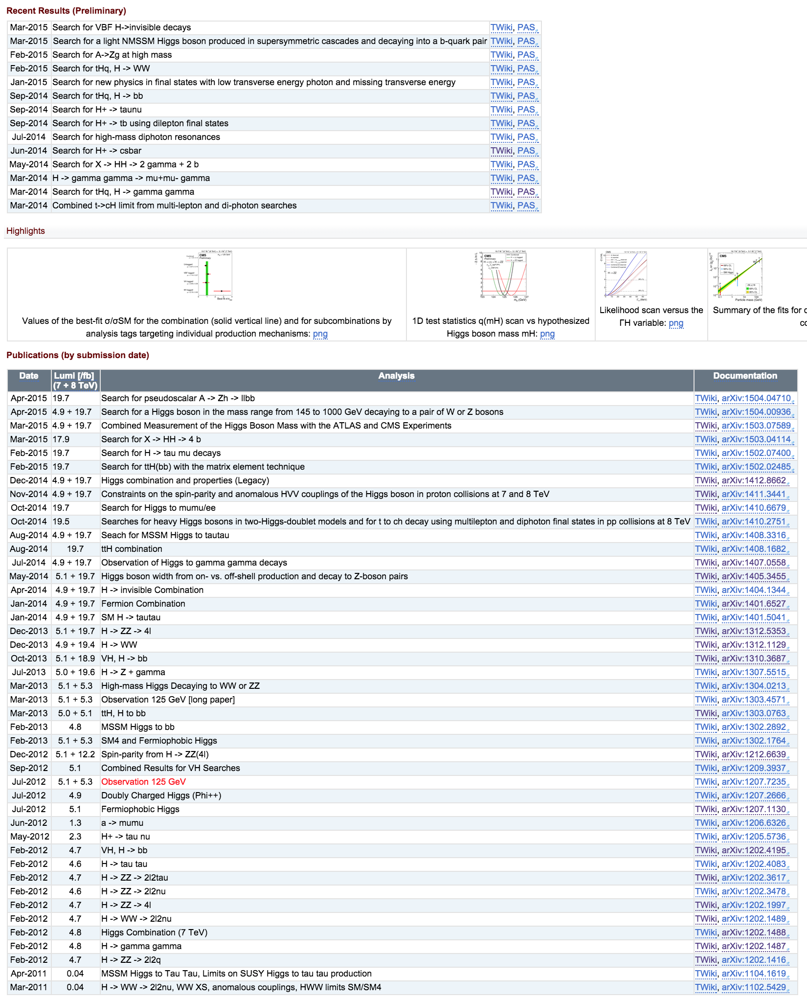 Recent Results (Preliminary)
Mar-2015 Search for VBF H->invisible decays TWiki, PAS
Mar-2015 Search for a light NMSSM Higgs boson produced in supersymmetric cascades and decaying into a b-quark pair TWiki, PAS
Feb-2015 Search for A->Zg at high mass TWiki, PAS
Feb-2015 Search for tHq, H -> WW TWiki, PAS
Jan-2015 Search for new physics in final states with low transverse energy photon and missing transverse energy TWiki, PAS
Sep-2014 Search for tHq, H -> bb TWiki, PAS
Sep-2014 Search for H+ -> taunu TWiki, PAS
Sep-2014 Search for H+ -> tb using dilepton final states TWiki, PAS
Jul-2014 Search for high-mass diphoton resonances TWiki, PAS
Jun-2014 Search for H+ -> csbar TWiki, PAS
May-2014 Search for X -> HH -> 2 gamma + 2 b TWiki, PAS
Mar-2014 H -> gamma gamma -> mu+mu- gamma TWiki, PAS
Mar-2014 Search for tHq, H -> gamma gamma TWiki, PAS
Mar-2014 Combined t->cH limit from multi-lepton and di-photon searches TWiki, PAS
Highlights
Values of the best-fit σ/σSM for the combination (solid vertical line) and for subcombinations by
analysis tags targeting individual production mechanisms: png
1D test statistics q(mH) scan vs hypothesized
Higgs boson mass mH: png
Likelihood scan versus the
ΓH variable: png
Summary of the fits for
Publications (by submission date)
Date Lumi [/fb] Analysis Documentation
(7 + 8 TeV)
Apr-2015 19.7 Search for pseudoscalar A -> Zh -> llbb TWiki, arXiv:1504.04710
Apr-2015 4.9 + 19.7 Search for a Higgs boson in the mass range from 145 to 1000 GeV decaying to a pair of W or Z bosons TWiki, arXiv:1504.00936
Mar-2015 4.9 + 19.7 Combined Measurement of the Higgs Boson Mass with the ATLAS and CMS Experiments TWiki, arXiv:1503.07589
Mar-2015 17.9 Search for X -> HH -> 4 b TWiki, arXiv:1503.04114
Feb-2015 19.7 Search for H -> tau mu decays TWiki, arXiv:1502.07400
Feb-2015 19.7 Search for ttH(bb) with the matrix element technique TWiki, arXiv:1502.02485
Dec-2014 4.9 + 19.7 Higgs combination and properties (Legacy) TWiki, arXiv:1412.8662
Nov-2014 4.9 + 19.7 Constraints on the spin-parity and anomalous HVV couplings of the Higgs boson in proton collisions at 7 and 8 TeV TWiki, arXiv:1411.3441
Oct-2014 19.7 Search for Higgs to mumu/ee TWiki, arXiv:1410.6679
Oct-2014 19.5 Searches for heavy Higgs bosons in two-Higgs-doublet models and for t to ch decay using multilepton and diphoton final states in pp collisions at 8 TeV TWiki, arXiv:1410.2751
Aug-2014 4.9 + 19.7 Seach for MSSM Higgs to tautau TWiki, arXiv:1408.3316
Aug-2014 19.7 ttH combination TWiki, arXiv:1408.1682
Jul-2014 4.9 + 19.7 Observation of Higgs to gamma gamma decays TWiki, arXiv:1407.0558
May-2014 5.1 + 19.7 Higgs boson width from on- vs. off-shell production and decay to Z-boson pairs TWiki, arXiv:1405.3455
Apr-2014 4.9 + 19.7 H -> invisible Combination TWiki, arXiv:1404.1344
Jan-2014 4.9 + 19.7 Fermion Combination TWiki, arXiv:1401.6527
Jan-2014 4.9 + 19.7 SM H -> tautau TWiki, arXiv:1401.5041
Dec-2013 5.1 + 19.7 H -> ZZ -> 4l TWiki, arXiv:1312.5353
Dec-2013 4.9 + 19.4 H -> WW TWiki, arXiv:1312.1129
Oct-2013 5.1 + 18.9 VH, H -> bb TWiki, arXiv:1310.3687
Jul-2013 5.0 + 19.6 H -> Z + gamma TWiki, arXiv:1307.5515
Mar-2013 5.1 + 5.3 High-mass Higgs Decaying to WW or ZZ TWiki, arXiv:1304.0213
Mar-2013 5.1 + 5.3 Observation 125 GeV [long paper] TWiki, arXiv:1303.4571
Mar-2013 5.0 + 5.1 ttH, H to bb TWiki, arXiv:1303.0763
Feb-2013 4.8 MSSM Higgs to bb TWiki, arXiv:1302.2892
Feb-2013 5.1 + 5.3 SM4 and Fermiophobic Higgs TWiki, arXiv:1302.1764
Dec-2012 5.1 + 12.2 Spin-parity from H -> ZZ(4l) TWiki, arXiv:1212.6639
Sep-2012 5.1 Combined Results for VH Searches TWiki, arXiv:1209.3937
Jul-2012 5.1 + 5.3 Observation 125 GeV TWiki, arXiv:1207.7235
Jul-2012 4.9 Doubly Charged Higgs (Phi++) TWiki, arXiv:1207.2666
Jul-2012 5.1 Fermiophobic Higgs TWiki, arXiv:1207.1130
Jun-2012 1.3 a -> mumu TWiki, arXiv:1206.6326
May-2012 2.3 H+ -> tau nu TWiki, arXiv:1205.5736
Feb-2012 4.7 VH, H -> bb TWiki, arXiv:1202.4195
Feb-2012 4.6 H -> tau tau TWiki, arXiv:1202.4083
Feb-2012 4.7 H -> ZZ -> 2l2tau TWiki, arXiv:1202.3617
Feb-2012 4.6 H -> ZZ -> 2l2nu TWiki, arXiv:1202.3478
Feb-2012 4.7 H -> ZZ -> 4l TWiki, arXiv:1202.1997
Feb-2012 4.7 H -> WW -> 2l2nu TWiki, arXiv:1202.1489
Feb-2012 4.8 Higgs Combination (7 TeV) TWiki, arXiv:1202.1488
Feb-2012 4.8 H -> gamma gamma TWiki, arXiv:1202.1487
Feb-2012 4.7 H -> ZZ -> 2l2q TWiki, arXiv:1202.1416
Apr-2011 0.04 MSSM Higgs to Tau Tau, Limits on SUSY Higgs to tau tau production TWiki, arXiv:1104.1619
Mar-2011 0.04 H -> WW -> 2l2nu, WW XS, anomalous couplings, HWW limits SM/SM4 TWiki, arXiv:1102.5429